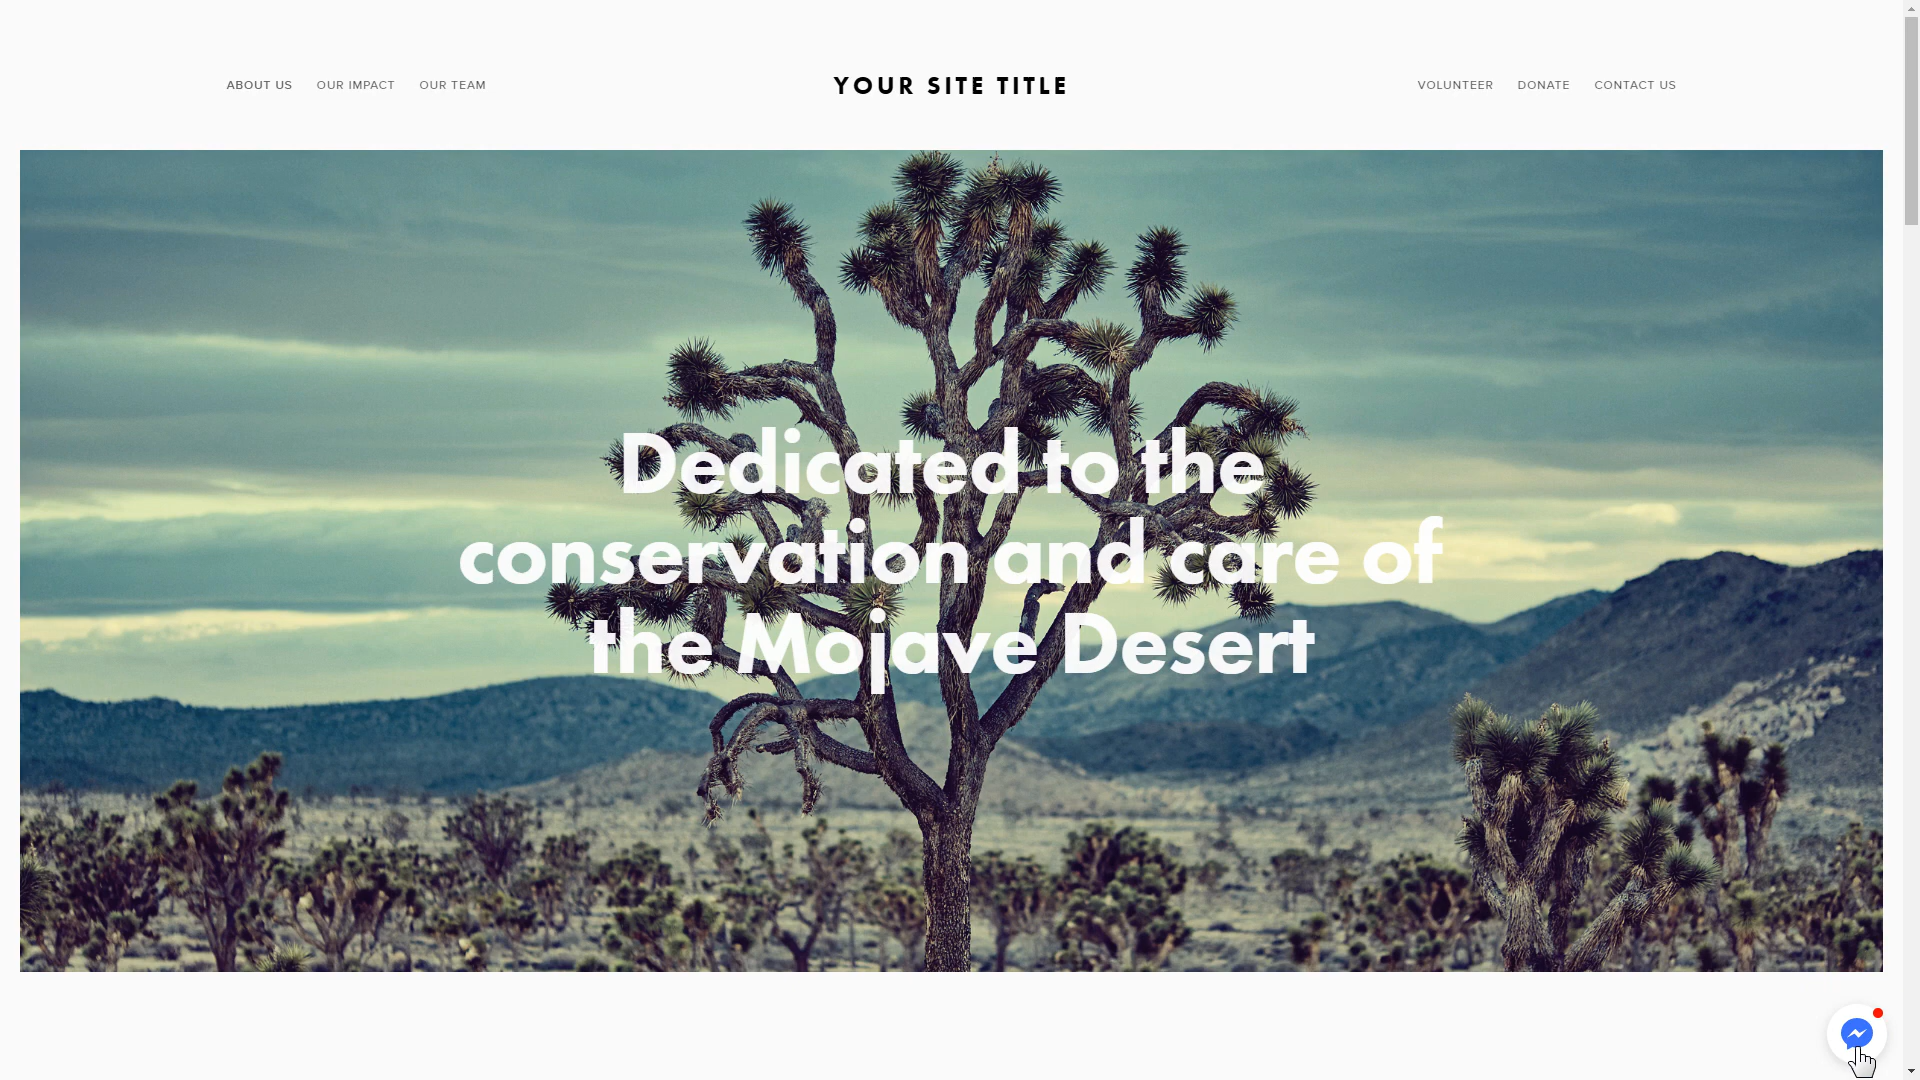 ABOUT US OUR IMPACT OUR TEAM YOUR SITE TITLE VOLUNTEER DONATE CONTACT US
Dedicated to the
conservation and care of
the Mojave Desert